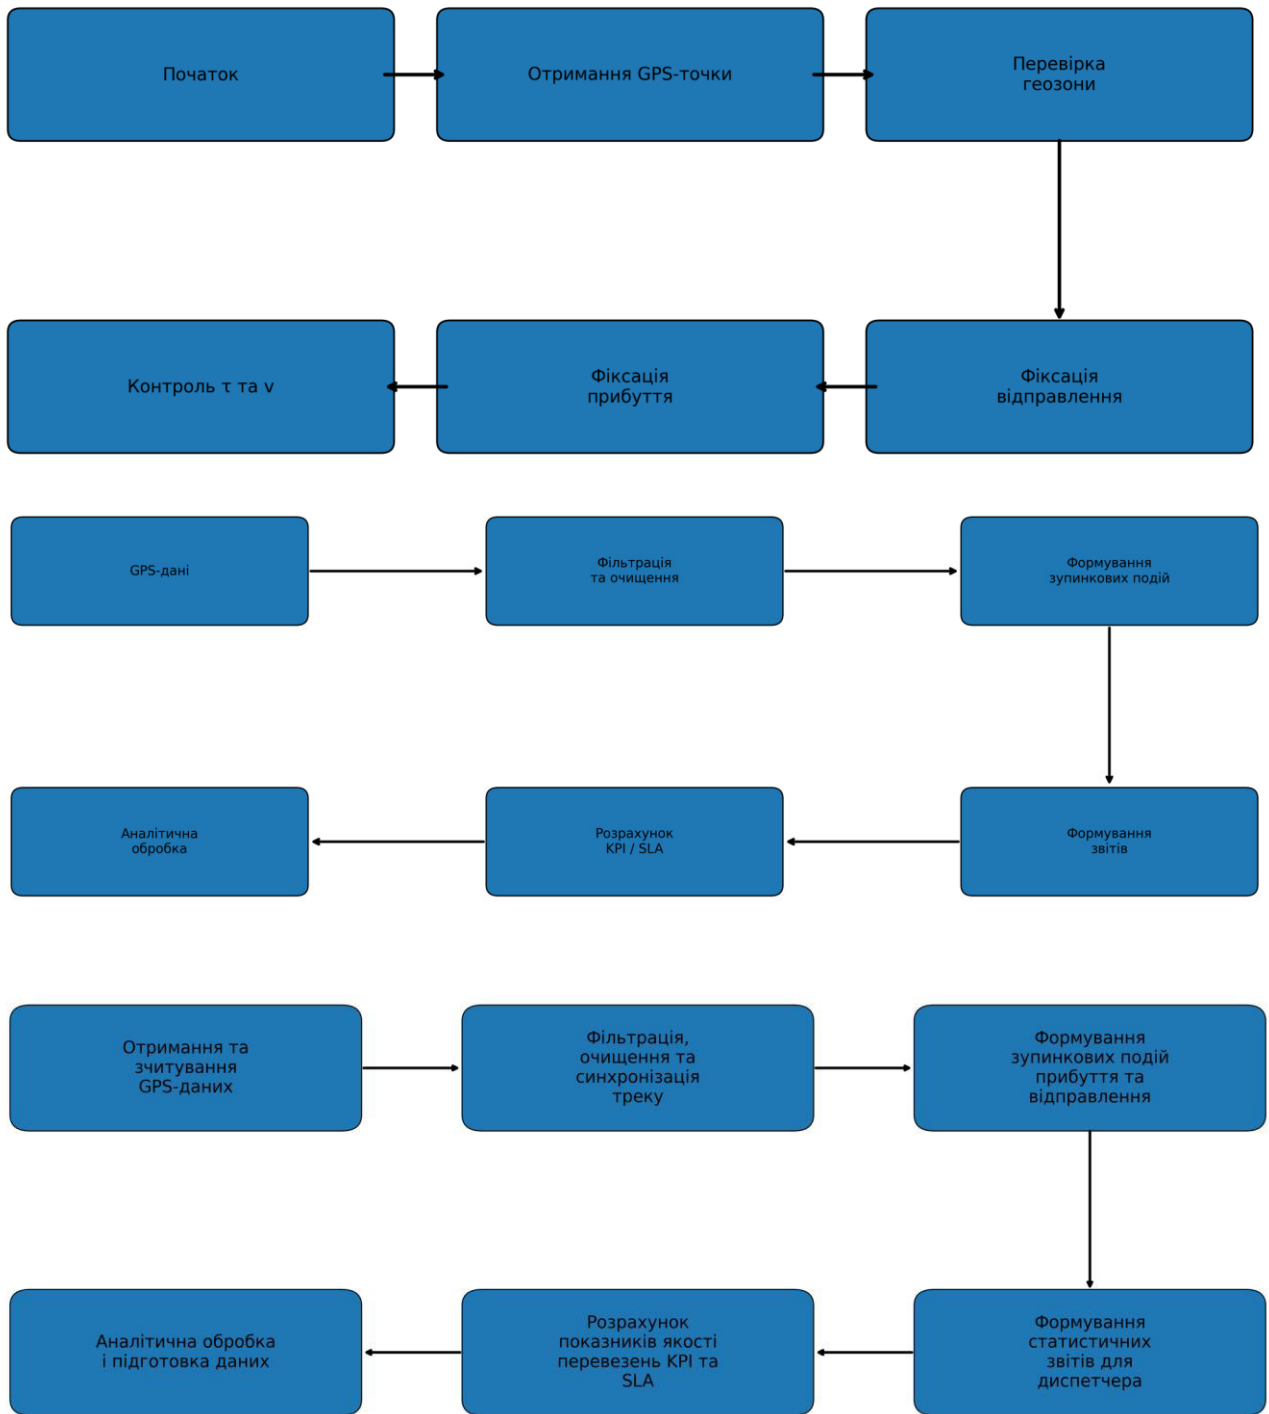 Початок
Отримання GPS-точки
Перевірка
геозони
Контроль τ та v
Фіксація
прибуття
Фіксація
відправлення
GPS-дані
Фільтрація
та очищення
Формування
зупинкових подій
Аналітична
обробка
Розрахунок
KPI / SLA
Формування
звітів
Отримання та
зчитування
GPS-даних
Фільтрація,
очищення та
синхронізація
треку
Формування
зупинкових подій
прибуття та
відправлення
Аналітична обробка
і підготовка даних
Розрахунок
показників якості
перевезень KPI та
SLA
Формування
статистичних
звітів для
диспетчера